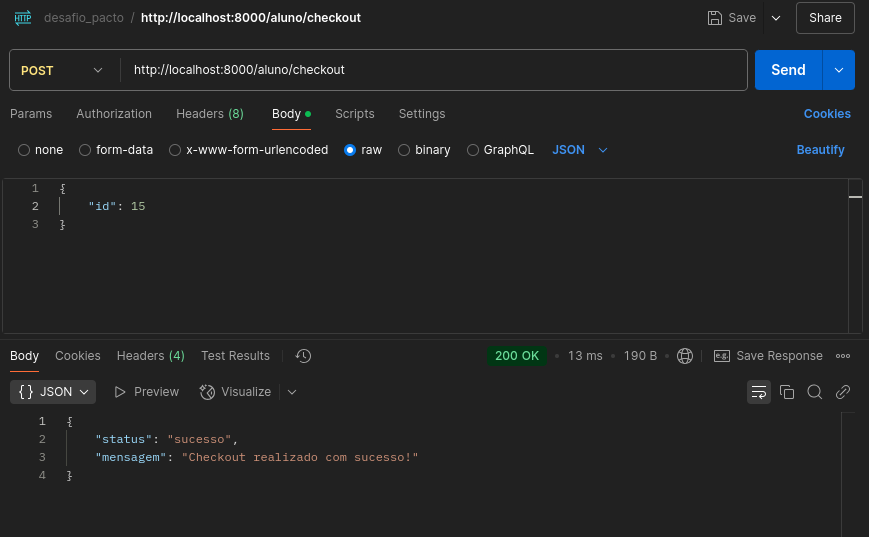 HTTP desafio_pacto / http://localhost:8000/aluno/checkout Save Share
POST http://localhost:8000/aluno/checkout Send
Params Authorization Headers (8) Body Scripts Settings Cookies
none form-data x-www-form-urlencoded raw binary GraphQL JSON Beautify
1 {
2 "id": 15
3 }
Body Cookies Headers (4) Test Results 200 OK • 13 ms • 190 B • e.g. Save Response
{} JSON Preview Visualize
1 {
2 "status": "sucesso",
3 "mensagem": "Checkout realizado com sucesso!"
4 }